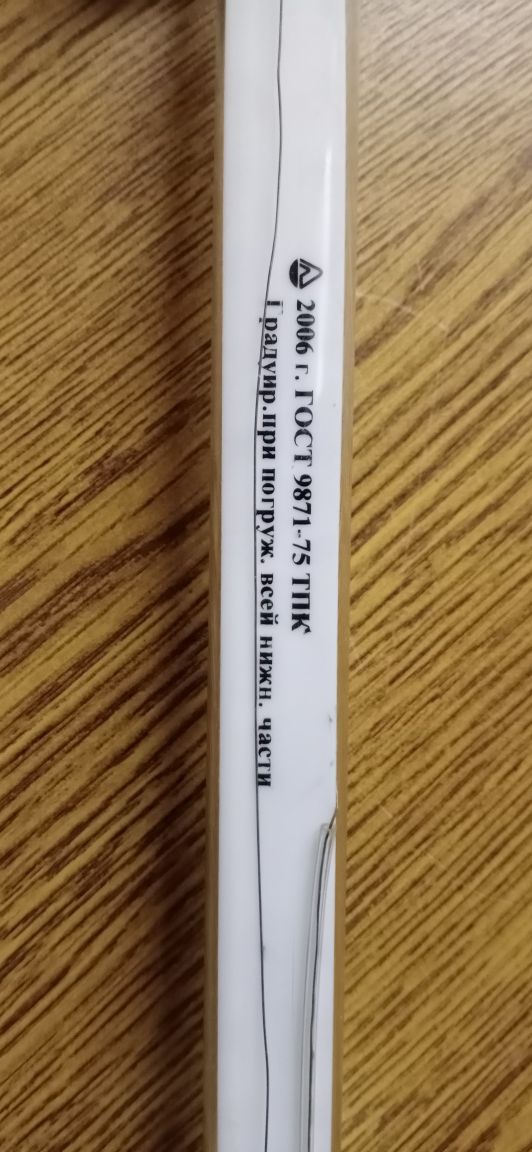 2006 г. ГОСТ 9871-75 ТПК
Градуир.при погруж. всей нижн. части